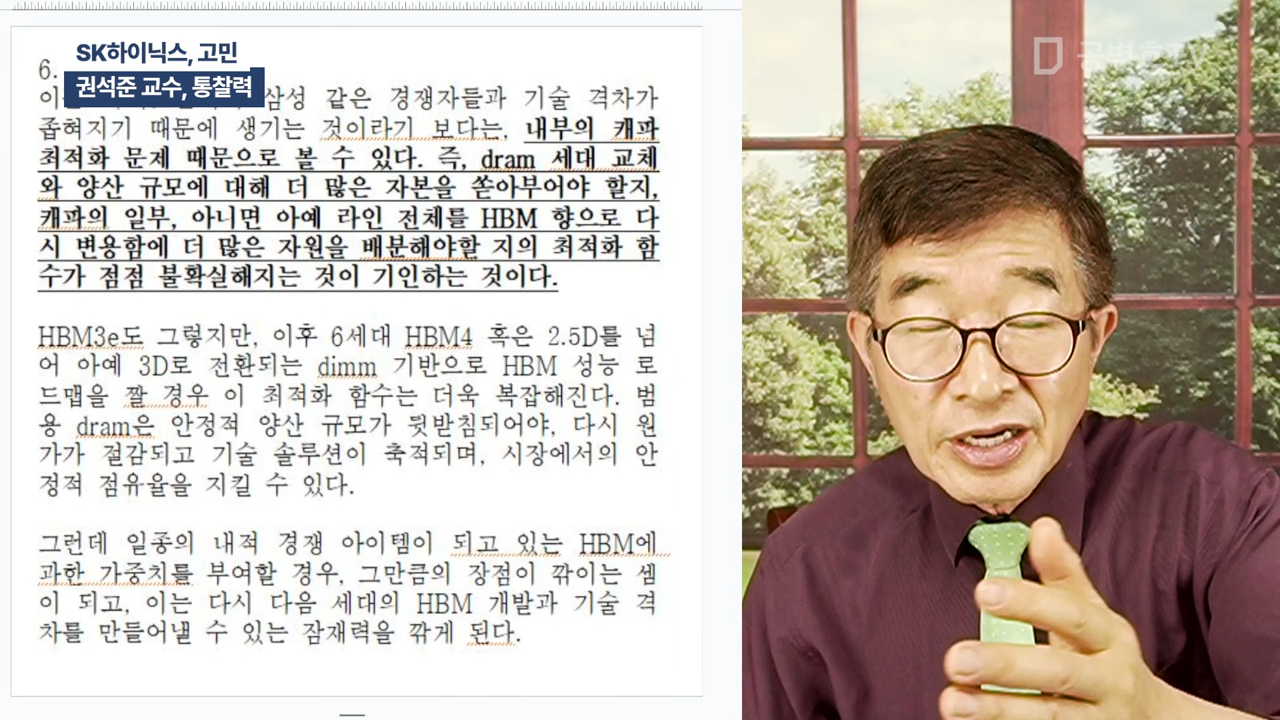 SK하이닉스, 고민
권석준 교수, 통찰력
공병호TV
6.
삼성 같은 경쟁자들과 기술 격차가
좁혀지기 때문에 생기는 것이라기 보다는, 내부의 캐파
최적화 문제 때문으로 볼 수 있다. 즉, dram 세대 교체
와 양산 규모에 대해 더 많은 자본을 쏟아부어야 할지,
캐파의 일부, 아니면 아예 라인 전체를 HBM 향으로 다
시 변용함에 더 많은 자원을 배분해야할 지의 최적화 함
수가 점점 불확실해지는 것이 기인하는 것이다.
HBM3e도 그렇지만, 이후 6세대 HBM4 혹은 2.5D를 넘
어 아예 3D로 전환되는 dimm 기반으로 HBM 성능 로
드맵을 짤 경우 이 최적화 함수는 더욱 복잡해진다. 범
용 dram은 안정적 양산 규모가 뒷받침되어야, 다시 원
가가 절감되고 기술 솔루션이 축적되며, 시장에서의 안
정적 점유율을 지킬 수 있다.
그런데 일종의 내적 경쟁 아이템이 되고 있는 HBM에
과한 가중치를 부여할 경우, 그만큼의 장점이 깎이는 셈
이 되고, 이는 다시 다음 세대의 HBM 개발과 기술 격
차를 만들어낼 수 있는 잠재력을 깎게 된다.